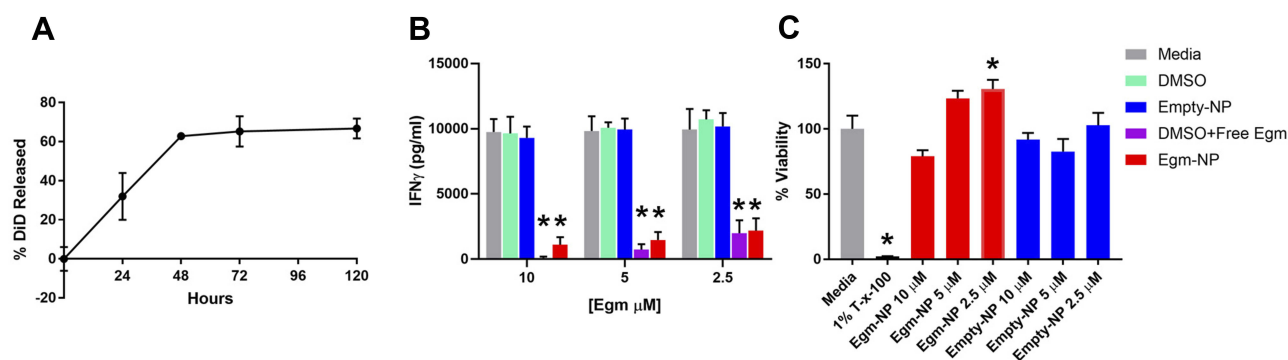 A
% DiD Released
80
60
40
20
0
-20
24
48
72
96
120
Hours
B
IFNγ (pg/ml)
15000
10000
5000
0
* *
* *
* *
10
5
2.5
[Egm µM]
C
% Viability
150
100
50
0
*
*
Media
1% T-x-100
Egm-NP 10 µM
Egm-NP 5 µM
Egm-NP 2.5 µM
Empty-NP 10 µM
Empty-NP 5 µM
Empty-NP 2.5 µM
Media
DMSO
Empty-NP
DMSO+Free Egm
Egm-NP